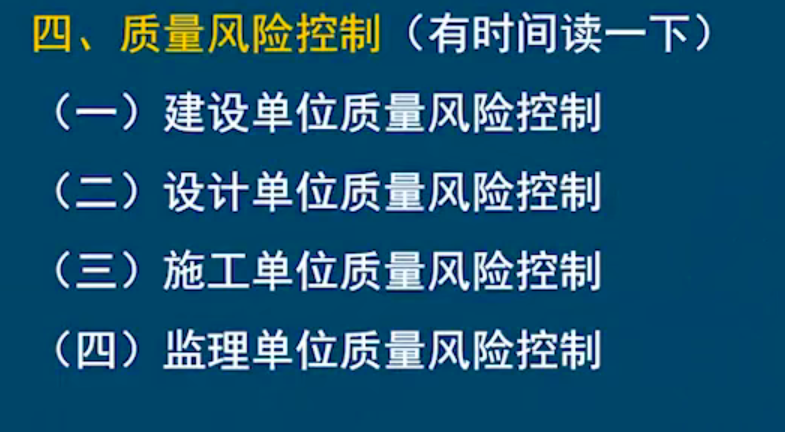 四、质量风险控制（有时间读一下）
（一）建设单位质量风险控制
（二）设计单位质量风险控制
（三）施工单位质量风险控制
（四）监理单位质量风险控制